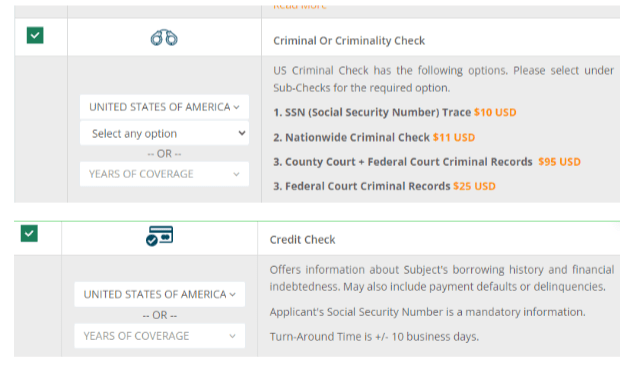 Read More
Criminal Or Criminality Check
US Criminal Check has the following options. Please select under
Sub-Checks for the required option.
UNITED STATES OF AMERICA
1. SSN (Social Security Number) Trace $10 USD
Select any option
2. Nationwide Criminal Check $11 USD
-- OR --
3. County Court + Federal Court Criminal Records $95 USD
YEARS OF COVERAGE
3. Federal Court Criminal Records $25 USD
Credit Check
Offers information about Subject's borrowing history and financial
indebtedness. May also include payment defaults or delinquencies.
UNITED STATES OF AMERICA
-- OR --
Applicant's Social Security Number is a mandatory information.
YEARS OF COVERAGE
Turn-Around Time is +/- 10 business days.